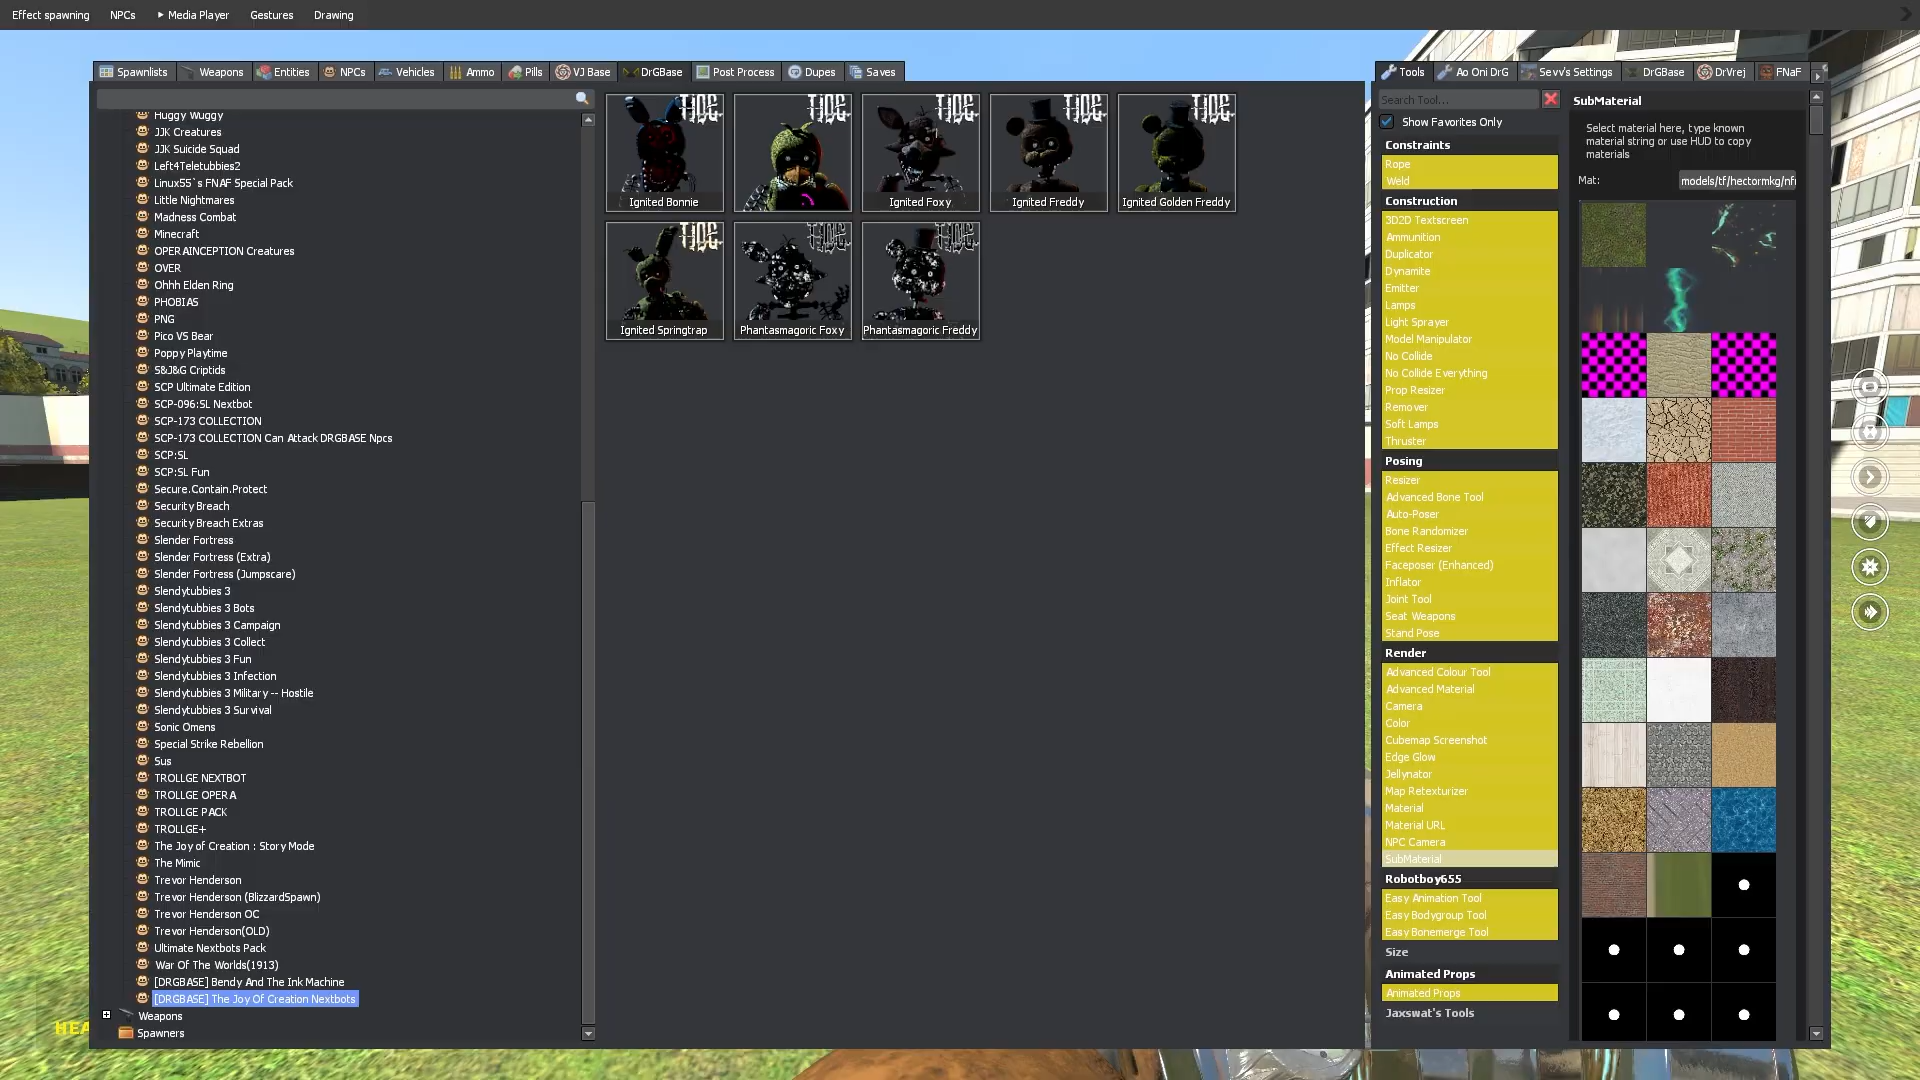 Effect spawning
NPCs
Media Player
Gestures
Drawing
Spawnlists
Weapons
Entities
NPCs
Vehicles
Ammo
Pills
VJ Base
DrGBase
Post Process
Dupes
Saves
Huggy Wuggy
JJK Creatures
JJK Suicide Squad
Left4Teletubbies2
Linux55`s FNAF Special Pack
Little Nightmares
Madness Combat
Minecraft
OPERAINCEPTION Creatures
OVER
Ohhh Elden Ring
PHOBIAS
PNG
Pico VS Bear
Poppy Playtime
S&J&G Criptids
SCP Ultimate Edition
SCP-096:SL Nextbot
SCP-173 COLLECTION
SCP-173 COLLECTION Can Attack DRGBASE Npcs
SCP:SL
SCP:SL Fun
Secure.Contain.Protect
Security Breach
Security Breach Extras
Slender Fortress
Slender Fortress (Extra)
Slender Fortress (Jumpscare)
Slendytubbies 3
Slendytubbies 3 Bots
Slendytubbies 3 Campaign
Slendytubbies 3 Collect
Slendytubbies 3 Fun
Slendytubbies 3 Infection
Slendytubbies 3 Military -- Hostile
Slendytubbies 3 Survival
Sonic Omens
Special Strike Rebellion
Sus
TROLLGE NEXTBOT
TROLLGE OPERA
TROLLGE PACK
TROLLGE+
The Joy of Creation : Story Mode
The Mimic
Trevor Henderson
Trevor Henderson (BlizzardSpawn)
Trevor Henderson OC
Trevor Henderson(OLD)
Ultimate Nextbots Pack
War Of The Worlds(1913)
[DRGBASE] Bendy And The Ink Machine
[DRGBASE] The Joy Of Creation Nextbots
Weapons
Spawners
HEA
Ignited Bonnie
Ignited Foxy
Ignited Freddy
Ignited Golden Freddy
Ignited Springtrap
Phantasmagoric Foxy
Phantasmagoric Freddy
Tools
Ao Oni DrG
Sevv's Settings
DrGBase
DrVrej
FNaF
Search Tool...
Show Favorites Only
Constraints
Rope
Weld
Construction
3D2D Textscreen
Ammunition
Duplicator
Dynamite
Emitter
Lamps
Light Sprayer
Model Manipulator
No Collide
No Collide Everything
Prop Resizer
Remover
Soft Lamps
Thruster
Posing
Resizer
Advanced Bone Tool
Auto-Poser
Bone Randomizer
Effect Resizer
Faceposer (Enhanced)
Inflator
Joint Tool
Seat Weapons
Stand Pose
Render
Advanced Colour Tool
Advanced Material
Camera
Color
Cubemap Screenshot
Edge Glow
Jellynator
Map Retexturizer
Material
Material URL
NPC Camera
SubMaterial
Robotboy655
Easy Animation Tool
Easy Bodygroup Tool
Easy Bonemerge Tool
Size
Animated Props
Animated Props
Jaxswat's Tools
SubMaterial
Select material here, type known
material string or use HUD to copy
materials
Mat:
models/tf/hectormkg/nf